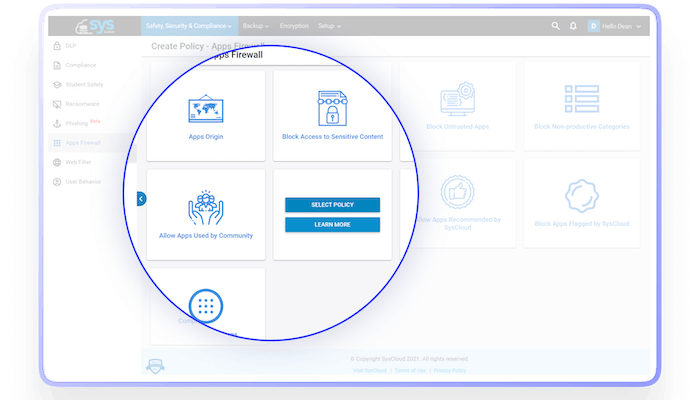 sys
Safety, Security & Compliance
Backup
Encryption
Setup
D
Hello Dean
DLP
Compliance
Student Safety
Ransomware
Phishing Beta
Apps Firewall
Web Filter
User Behavior
Create Policy - Apps Firewall
Apps Firewall
Apps Origin
Block Access to Sensitive Content
Block Untrusted Apps
Block Non-productive Categories
Allow Apps Used by Community
SELECT POLICY
LEARN MORE
Allow Apps Recommended by
SysCloud
Block Apps Flagged by SysCloud
© Copyright SysCloud 2021. All rights reserved.
Visit SysCloud | Terms of Use | Privacy Policy